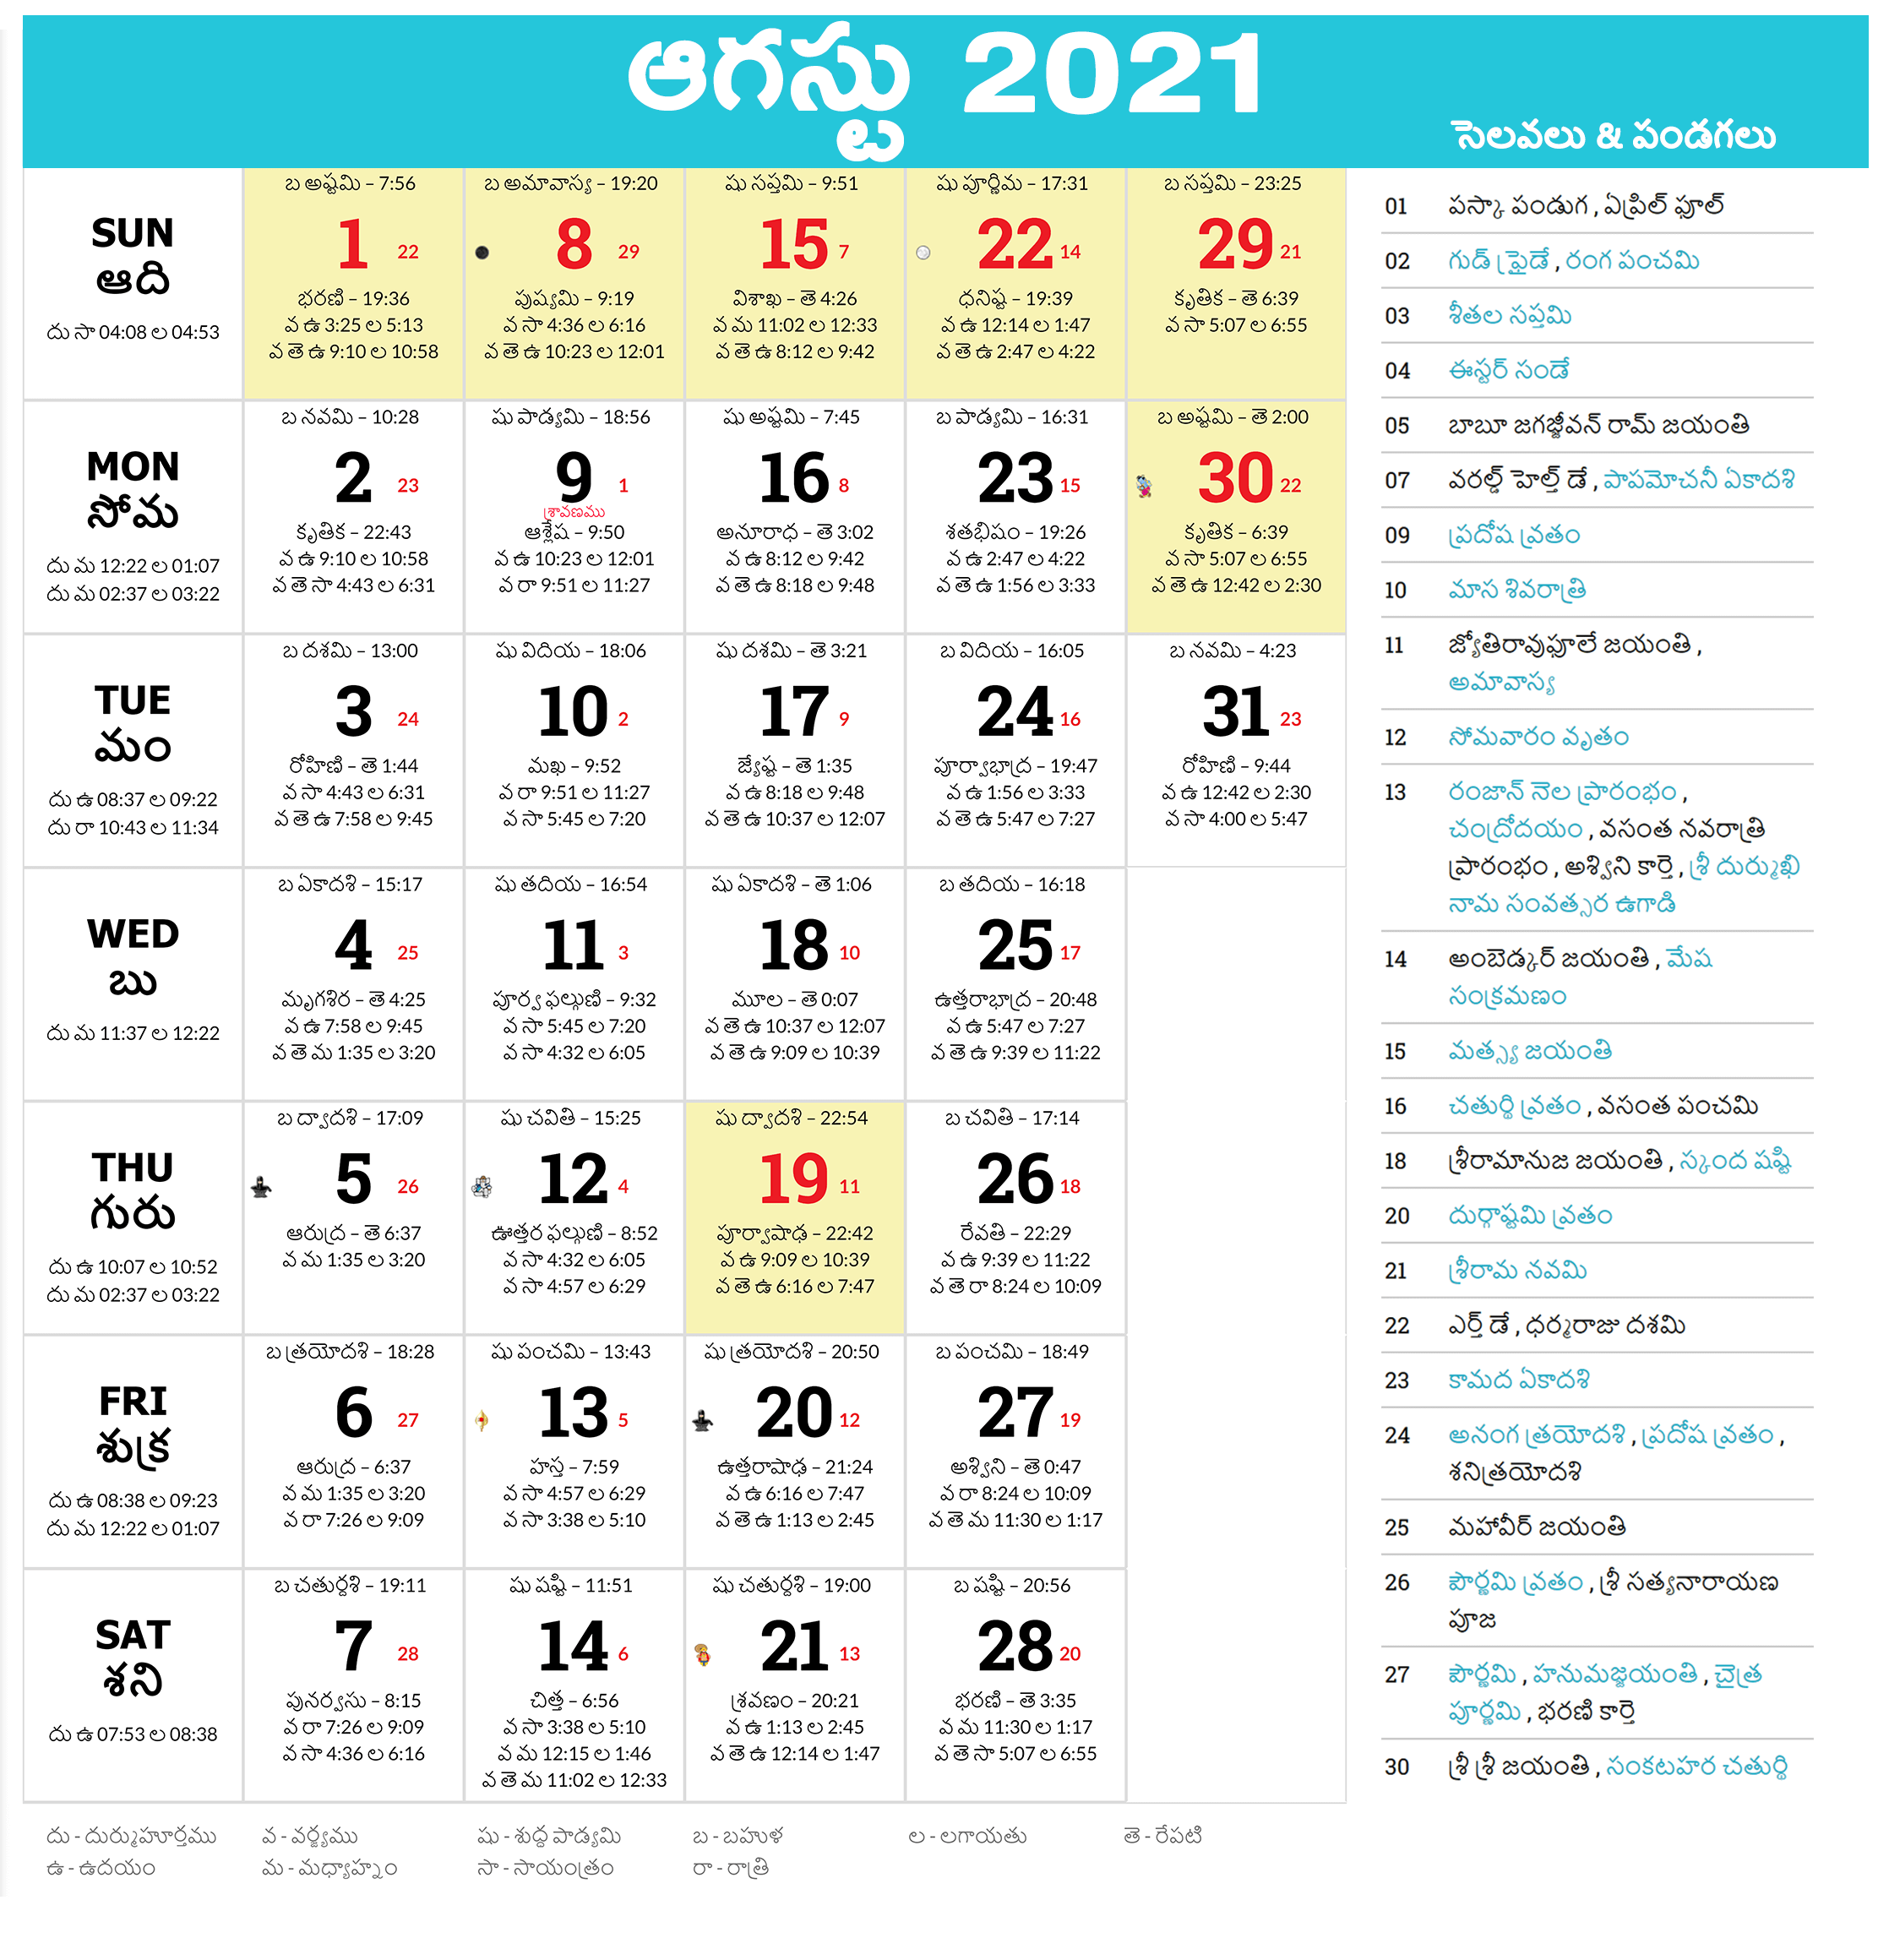 ఆగస్టు 2021
సెలవలు & పండగలు
SUN
ఆది
దు సా 04:08 ల 04:53
బ అష్టమి – 7:56
1 22
భరణి – 19:36
వ ఉ 3:25 ల 5:13
వ తె ఉ 9:10 ల 10:58
బ అమావాస్య – 19:20
8 29
పుష్యమి – 9:19
వ సా 4:36 ల 6:16
వ తె ఉ 10:23 ల 12:01
షు సప్తమి – 9:51
15 7
విశాఖ – తె 4:26
వ మ 11:02 ల 12:33
వ తె ఉ 8:12 ల 9:42
షు పూర్ణిమ – 17:31
22 14
ధనిష్ట – 19:39
వ ఉ 12:14 ల 1:47
వ తె ఉ 2:47 ల 4:22
బ సప్తమి – 23:25
29 21
కృతిక – తె 6:39
వ సా 5:07 ల 6:55
MON
సోమ
దు మ 12:22 ల 01:07
దు మ 02:37 ల 03:22
బ నవమి – 10:28
2 23
కృతిక – 22:43
వ ఉ 9:10 ల 10:58
వ తె సా 4:43 ల 6:31
షు పాడ్యమి – 18:56
9 1
శ్రావణము
ఆశ్లేష – 9:50
వ ఉ 10:23 ల 12:01
వ రా 9:51 ల 11:27
షు అష్టమి – 7:45
16 8
అనూరాధ – తె 3:02
వ ఉ 8:12 ల 9:42
వ తె ఉ 8:18 ల 9:48
బ పాడ్యమి – 16:31
23 15
శతభిషం – 19:26
వ ఉ 2:47 ల 4:22
వ తె ఉ 1:56 ల 3:33
బ అష్టమి – తె 2:00
30 22
కృతిక – 6:39
వ సా 5:07 ల 6:55
వ తె ఉ 12:42 ల 2:30
TUE
మం
దు ఉ 08:37 ల 09:22
దు రా 10:43 ల 11:34
బ దశమి – 13:00
3 24
రోహిణి – తె 1:44
వ సా 4:43 ల 6:31
వ తె ఉ 7:58 ల 9:45
షు విదియ – 18:06
10 2
మఖ – 9:52
వ రా 9:51 ల 11:27
వ సా 5:45 ల 7:20
షు దశమి – తె 3:21
17 9
జ్యేష్ట – తె 1:35
వ ఉ 8:18 ల 9:48
వ తె ఉ 10:37 ల 12:07
బ విదియ – 16:05
24 16
పూర్వాభాద్ర – 19:47
వ ఉ 1:56 ల 3:33
వ తె ఉ 5:47 ల 7:27
బ నవమి – 4:23
31 23
రోహిణి – 9:44
వ ఉ 12:42 ల 2:30
వ సా 4:00 ల 5:47
WED
బు
దు మ 11:37 ల 12:22
బ ఏకాదశి – 15:17
4 25
మృగశిర – తె 4:25
వ ఉ 7:58 ల 9:45
వ తె మ 1:35 ల 3:20
షు తదియ – 16:54
11 3
పూర్వ ఫల్గుణి – 9:32
వ సా 5:45 ల 7:20
వ సా 4:32 ల 6:05
షు ఏకాదశి – తె 1:06
18 10
మూల – తె 0:07
వ తె ఉ 10:37 ల 12:07
వ తె ఉ 9:09 ల 10:39
బ తదియ – 16:18
25 17
ఉత్తరాభాద్ర – 20:48
వ ఉ 5:47 ల 7:27
వ తె ఉ 9:39 ల 11:22
THU
గురు
దు ఉ 10:07 ల 10:52
దు మ 02:37 ల 03:22
బ ద్వాదశి – 17:09
5 26
ఆరుద్ర – తె 6:37
వ మ 1:35 ల 3:20
షు చవితి – 15:25
12 4
ఊత్తర ఫల్గుణి – 8:52
వ సా 4:32 ల 6:05
వ సా 4:57 ల 6:29
షు ద్వాదశి – 22:54
19 11
పూర్వాషాఢ – 22:42
వ ఉ 9:09 ల 10:39
వ తె ఉ 6:16 ల 7:47
బ చవితి – 17:14
26 18
రేవతి – 22:29
వ ఉ 9:39 ల 11:22
వ తె రా 8:24 ల 10:09
FRI
శుక్ర
దు ఉ 08:38 ల 09:23
దు మ 12:22 ల 01:07
బ త్రయోదశి – 18:28
6 27
ఆరుద్ర – 6:37
వ మ 1:35 ల 3:20
వ రా 7:26 ల 9:09
షు పంచమి – 13:43
13 5
హస్త – 7:59
వ సా 4:57 ల 6:29
వ సా 3:38 ల 5:10
షు త్రయోదశి – 20:50
20 12
ఉత్తరాషాఢ – 21:24
వ ఉ 6:16 ల 7:47
వ తె ఉ 1:13 ల 2:45
బ పంచమి – 18:49
27 19
అశ్విని – తె 0:47
వ రా 8:24 ల 10:09
వ తె మ 11:30 ల 1:17
SAT
శని
దు ఉ 07:53 ల 08:38
బ చతుర్దశి – 19:11
7 28
పునర్వసు – 8:15
వ రా 7:26 ల 9:09
వ సా 4:36 ల 6:16
షు షష్టి – 11:51
14 6
చిత్త – 6:56
వ సా 3:38 ల 5:10
వ మ 12:15 ల 1:46
వ తె మ 11:02 ల 12:33
షు చతుర్దశి – 19:00
21 13
శ్రవణం – 20:21
వ ఉ 1:13 ల 2:45
వ తె ఉ 12:14 ల 1:47
బ షష్టి – 20:56
28 20
భరణి – తె 3:35
వ మ 11:30 ల 1:17
వ తె సా 5:07 ల 6:55
01 పస్కా పండుగ , ఏప్రిల్ ఫూల్
02 గుడ్ ఫ్రైడే , రంగ పంచమి
03 శీతల సప్తమి
04 ఈస్టర్ సండే
05 బాబూ జగజ్జీవన్ రామ్ జయంతి
07 వరల్డ్ హెల్త్ డే , పాపమోచనీ ఏకాదశి
09 ప్రదోష వ్రతం
10 మాస శివరాత్రి
11 జ్యోతిరావుఫూలే జయంతి ,
అమావాస్య
12 సోమవారం వృతం
13 రంజాన్ నెల ప్రారంభం ,
చంద్రోదయం , వసంత నవరాత్రి
ప్రారంభం , అశ్విని కార్తె , శ్రీ దుర్ముఖి
నామ సంవత్సర ఉగాడి
14 అంబెడ్కర్ జయంతి , మేష
సంక్రమణం
15 మత్స్య జయంతి
16 చతుర్థి వ్రతం , వసంత పంచమి
18 శ్రీరామానుజ జయంతి , స్కంద షష్టి
20 దుర్గాష్టమి వ్రతం
21 శ్రీరామ నవమి
22 ఎర్త్ డే , ధర్మరాజు దశమి
23 కామద ఏకాదశి
24 అనంగ త్రయోదశి , ప్రదోష వ్రతం ,
శనిత్రయోదశి
25 మహావీర్ జయంతి
26 పౌర్ణమి వ్రతం , శ్రీ సత్యనారాయణ
పూజ
27 పౌర్ణమి , హనుమజ్జయంతి , చైత్ర
పూర్ణమి , భరణి కార్తె
30 శ్రీ శ్రీ జయంతి , సంకటహర చతుర్థి
దు - దుర్ముహూర్తము వ - వర్జ్యము షు - శుద్ధ పాడ్యమి బ - బహుళ ల - లగాయతు తె - రేపటి
ఉ - ఉదయం మ - మధ్యాహ్నం సా - సాయంత్రం రా - రాత్రి